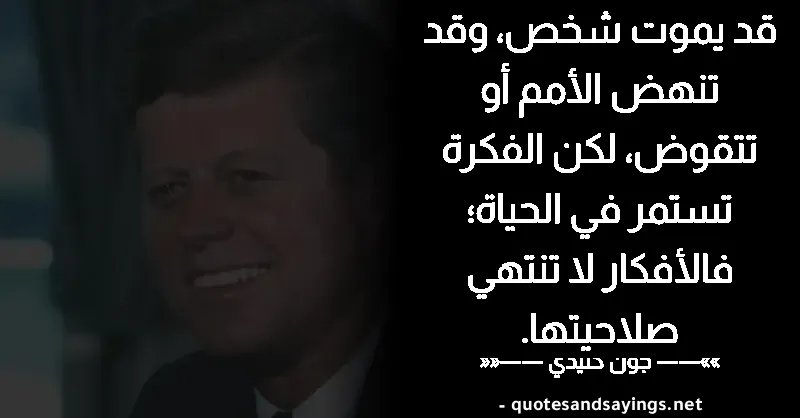 قد يموت شخص، وقد
تنهض الأمم أو
تتقوض، لكن الفكرة
تستمر في الحياة؛
فالأفكار لا تنتهي
صلاحيتها.
««—— جون كنيدي ——»»
- quotesandsayings.net